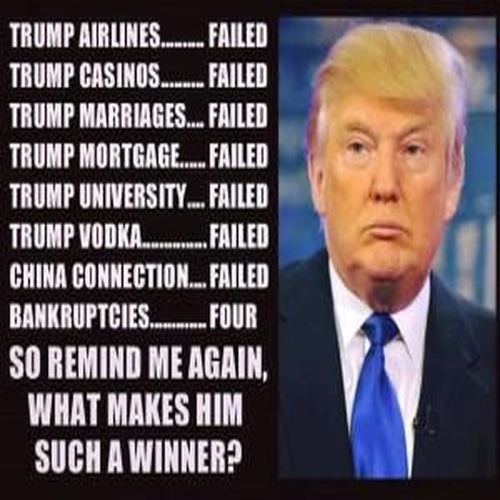 TRUMP AIRLINES......... FAILED
TRUMP CASINOS.......... FAILED
TRUMP MARRIAGES.... FAILED
TRUMP MORTGAGE...... FAILED
TRUMP UNIVERSITY.... FAILED
TRUMP VODKA............... FAILED
CHINA CONNECTION.... FAILED
BANKRUPTCIES............. FOUR
SO REMIND ME AGAIN,
WHAT MAKES HIM
SUCH A WINNER?